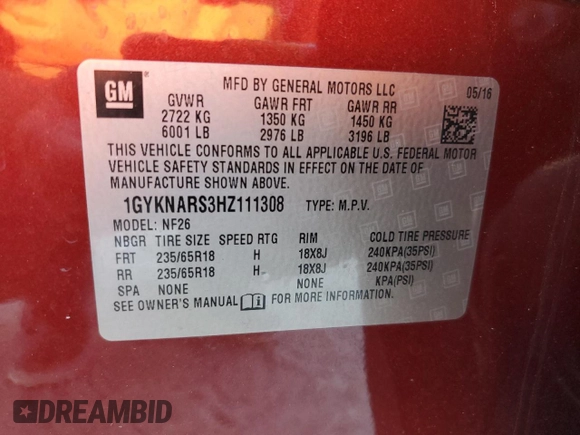 GM
MFD BY GENERAL MOTORS LLC 05/16
GVWR GAWR FRT GAWR RR
2722 KG 1350 KG 1450 KG
6001 LB 2976 LB 3196 LB
THIS VEHICLE CONFORMS TO ALL APPLICABLE U.S. FEDERAL MOTOR
VEHICLE SAFETY STANDARDS IN EFFECT ON THE DATE OF
MANUFACTURE SHOWN ABOVE.
1GYKNARS3HZ111308 TYPE: M.P.V.
MODEL: NF26
NBGR TIRE SIZE SPEED RTG RIM COLD TIRE PRESSURE
FRT 235/65R18 H 18X8J 240KPA(35PSI)
RR 235/65R18 H 18X8J 240KPA(35PSI)
SPA NONE NONE KPA(PSI)
SEE OWNER'S MANUAL i FOR MORE INFORMATION.
DREAMBID